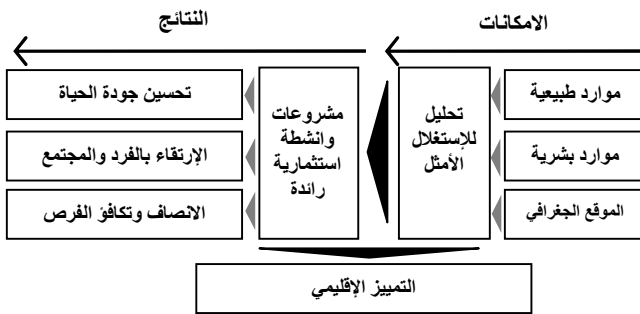 الامكانات
النتائج
موارد طبيعية
موارد بشرية
الموقع الجغرافي
تحليل
للإستغلال
الأمثل
مشروعات
وانشطة
استثمارية
رائدة
تحسين جودة الحياة
الإرتقاء بالفرد والمجتمع
الانصاف وتكافؤ الفرص
التمييز الإقليمي